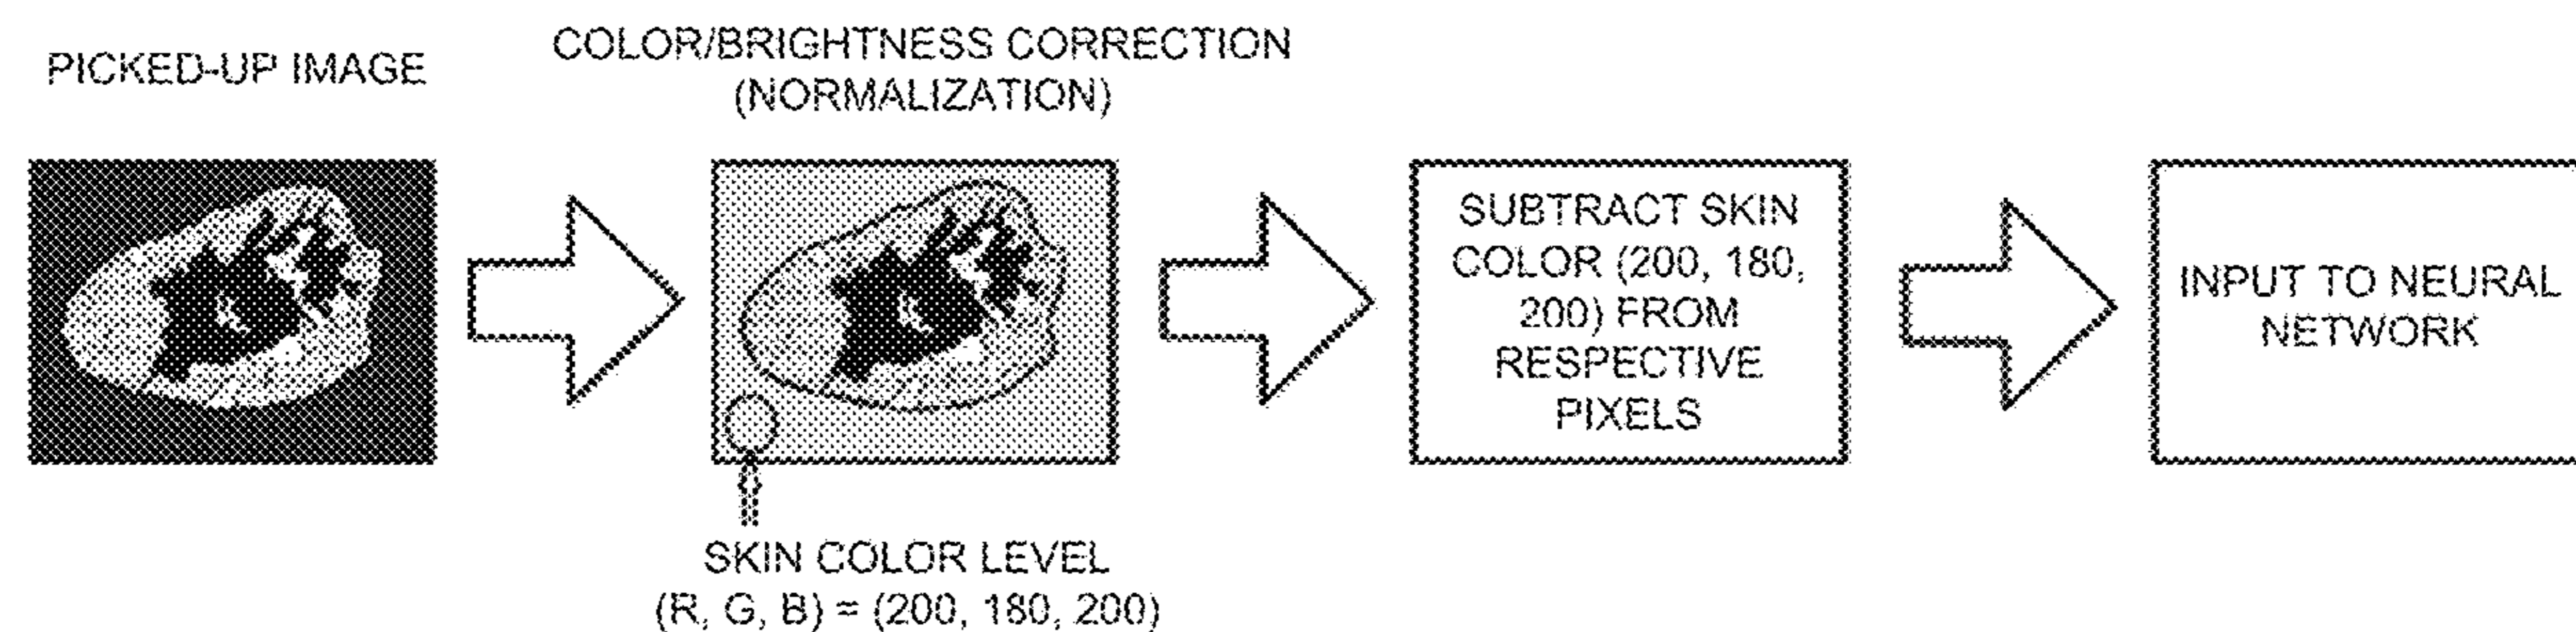 PICKED-UP IMAGE
COLOR/BRIGHTNESS CORRECTION
(NORMALIZATION)
SKIN COLOR LEVEL
(R, G, B) = (200, 180, 200)
SUBTRACT SKIN
COLOR (200, 180,
200) FROM
RESPECTIVE
PIXELS
INPUT TO NEURAL
NETWORK